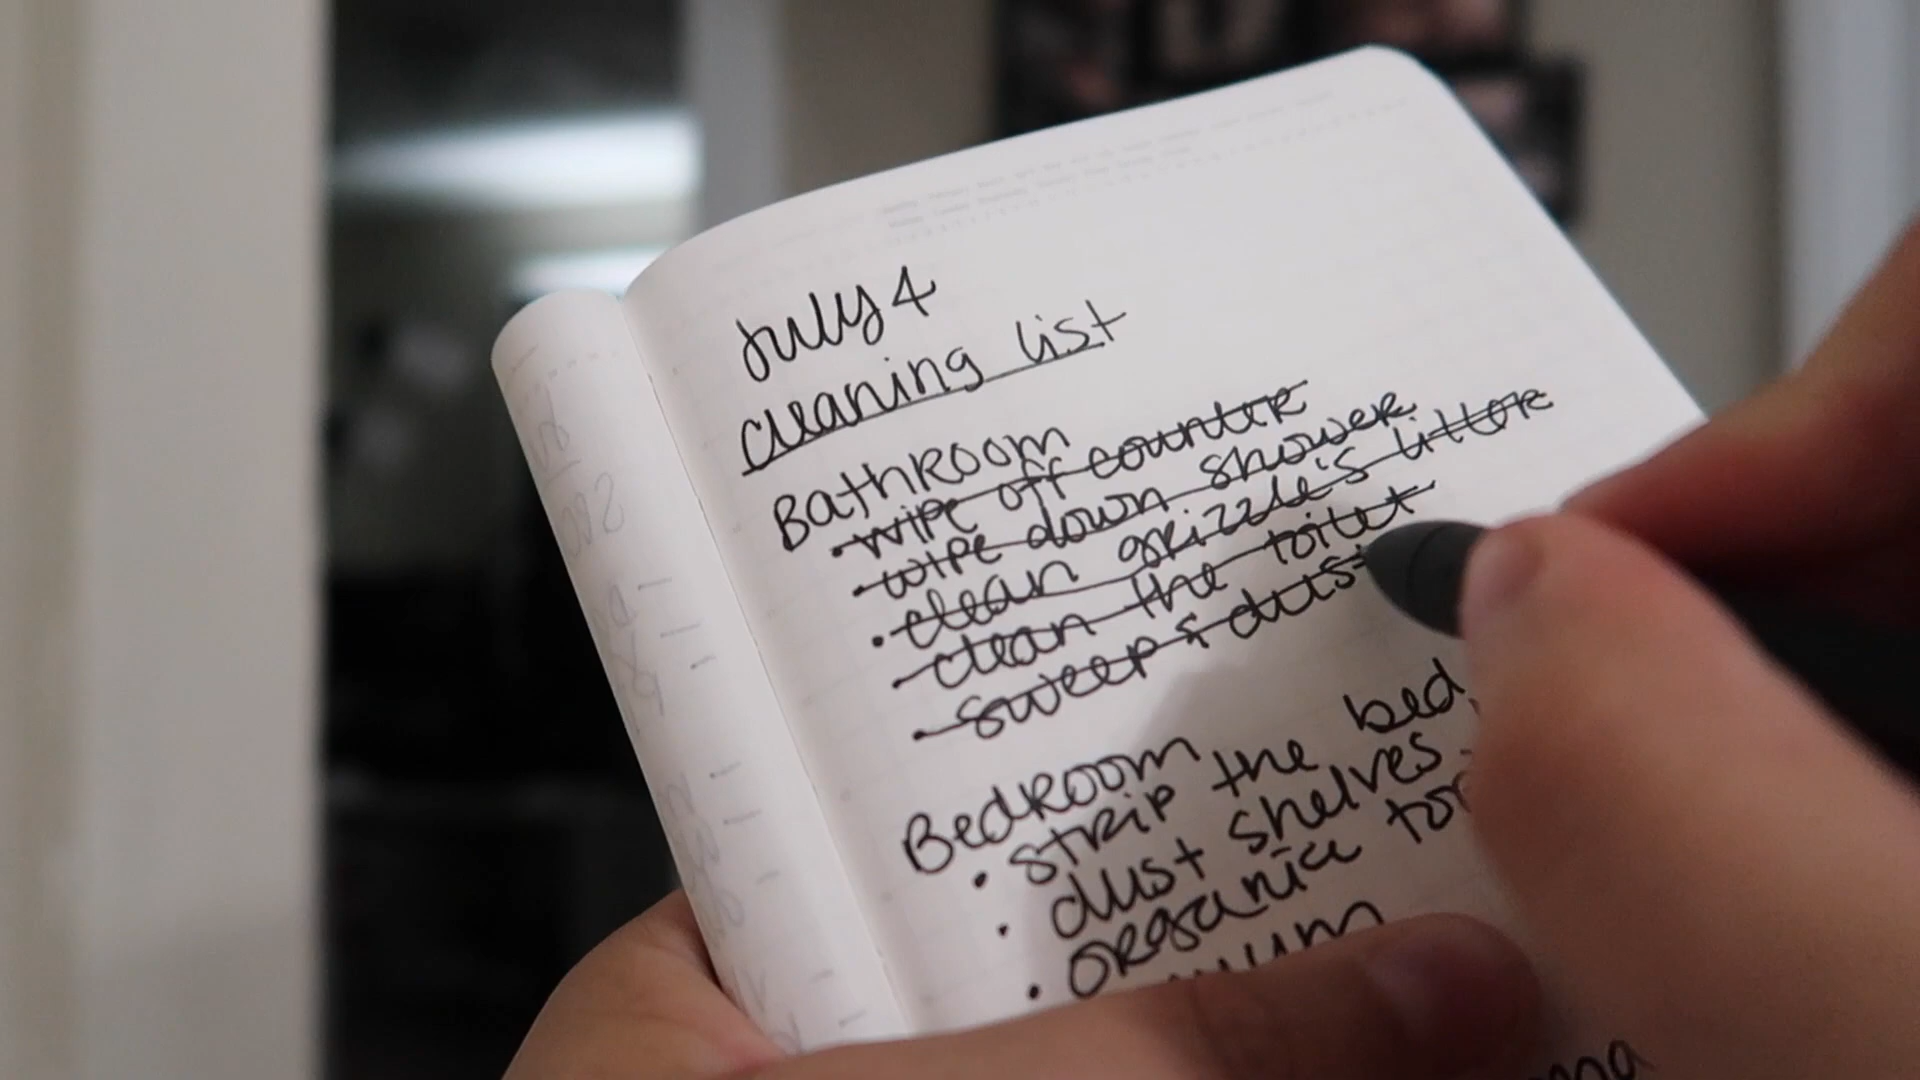 July 4
cleaning list
Bathroom
• wipe off counter
• wipe down shower
• clean grizzle's litter
• clean the toilet
• sweep & dust
Bedroom
• strip the bed,
• dust shelves
• organice